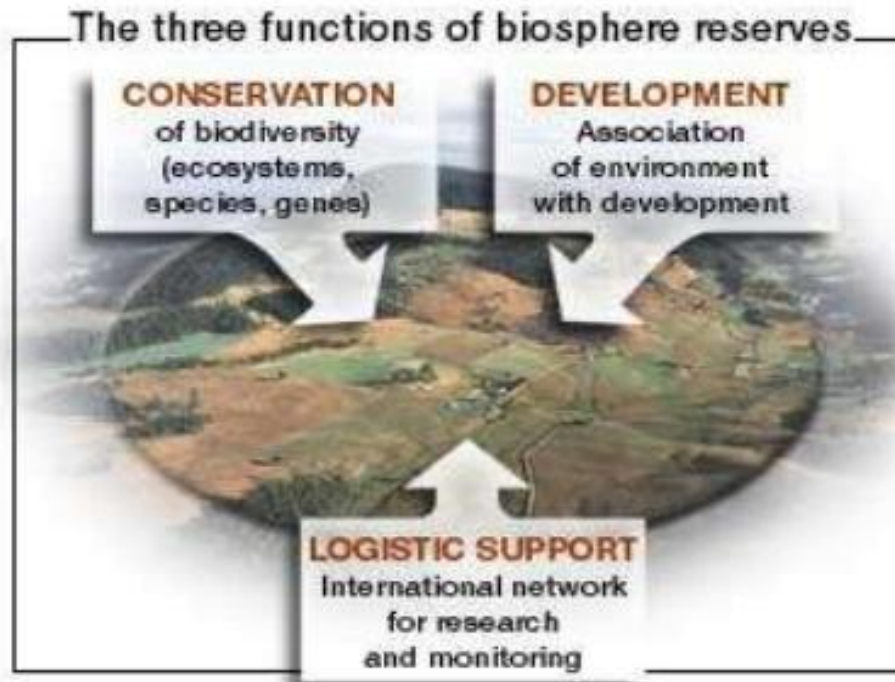 The three functions of biosphere reserves
CONSERVATION
of biodiversity
(ecosystems,
species, genes)
DEVELOPMENT
Association
of environment
with development
LOGISTIC SUPPORT
International network
for research
and monitoring